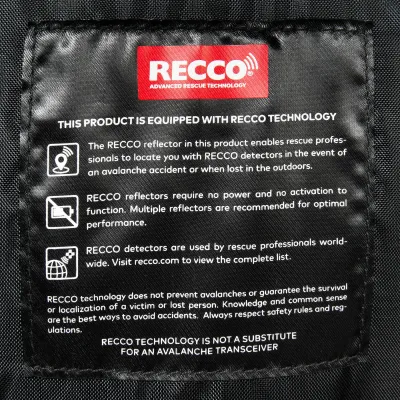 RECCO
ADVANCED RESCUE TECHNOLOGY
THIS PRODUCT IS EQUIPPED WITH RECCO TECHNOLOGY
The RECCO reflector in this product enables rescue profes-
sionals to locate you with RECCO detectors in the event of
an avalanche accident or when lost in the outdoors.
RECCO reflectors require no power and no activation to
function. Multiple reflectors are recommended for optimal
performance.
RECCO detectors are used by rescue professionals world-
wide. Visit recco.com to view the complete list.
RECCO technology does not prevent avalanches or guarantee the survival
or localization of a victim or lost person. Knowledge and common sense
are the best ways to avoid accidents. Always respect safety rules and reg-
ulations.
RECCO TECHNOLOGY IS NOT A SUBSTITUTE
FOR AN AVALANCHE TRANSCEIVER